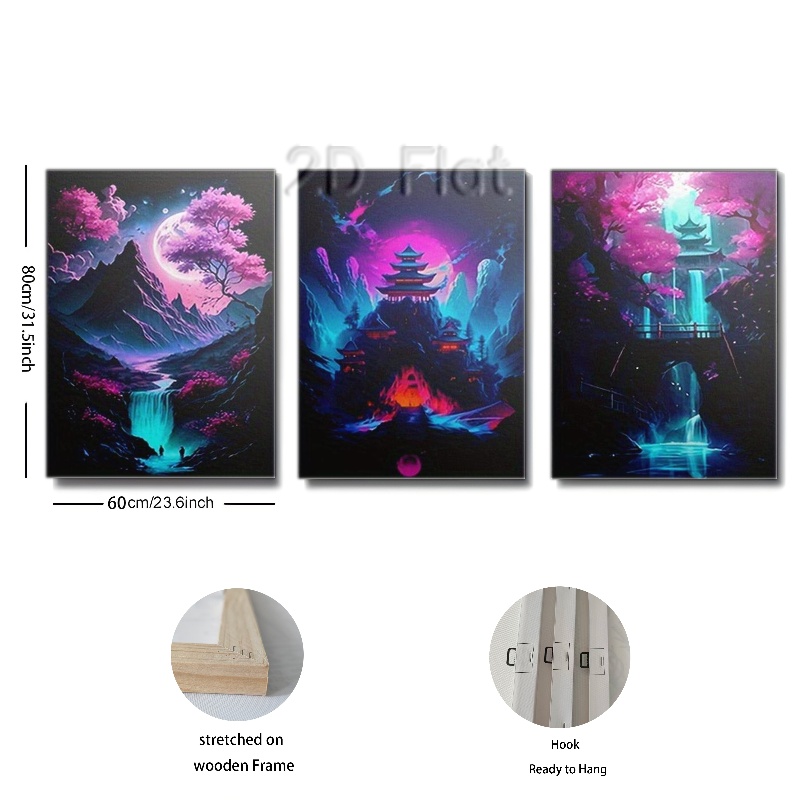 2D Flat
80cm/31.5inch
60cm/23.6inch
stretched on
wooden Frame
Hook
Ready to Hang